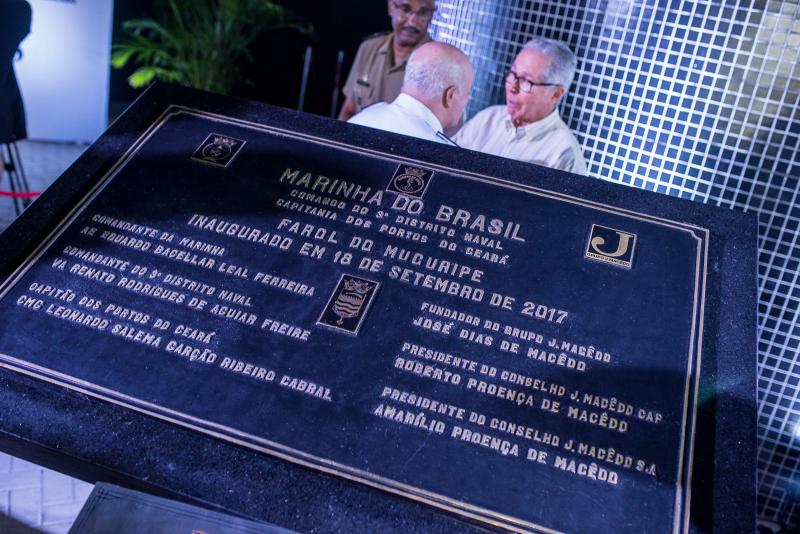 MARINHA DO BRASIL
COMANDO DO 3º DISTRITO NAVAL
CAPITANIA DOS PORTOS DO CEARÁ
FAROL DO MUCURIPE
INAUGURADO EM 18 DE SETEMBRO DE 2017
COMANDANTE DA MARINHA
AE EDUARDO BACELLAR LEAL FERREIRA
COMANDANTE DO 3º DISTRITO NAVAL
VA RENATO RODRIGUES DE AGUIAR FREIRE
CAPITÃO DOS PORTOS DO CEARÁ
CMG LEONARDO SALEMA GARÇÃO RIBEIRO CABRAL
J
GRUPO J.MACÊDO
FUNDADOR DO GRUPO J. MACÊDO
JOSÉ DIAS DE MACÊDO
PRESIDENTE DO CONSELHO J. MACÊDO CAP
ROBERTO PROENÇA DE MACÊDO
PRESIDENTE DO CONSELHO J. MACÊDO S.A
AMARÍLIO PROENÇA DE MACÊDO